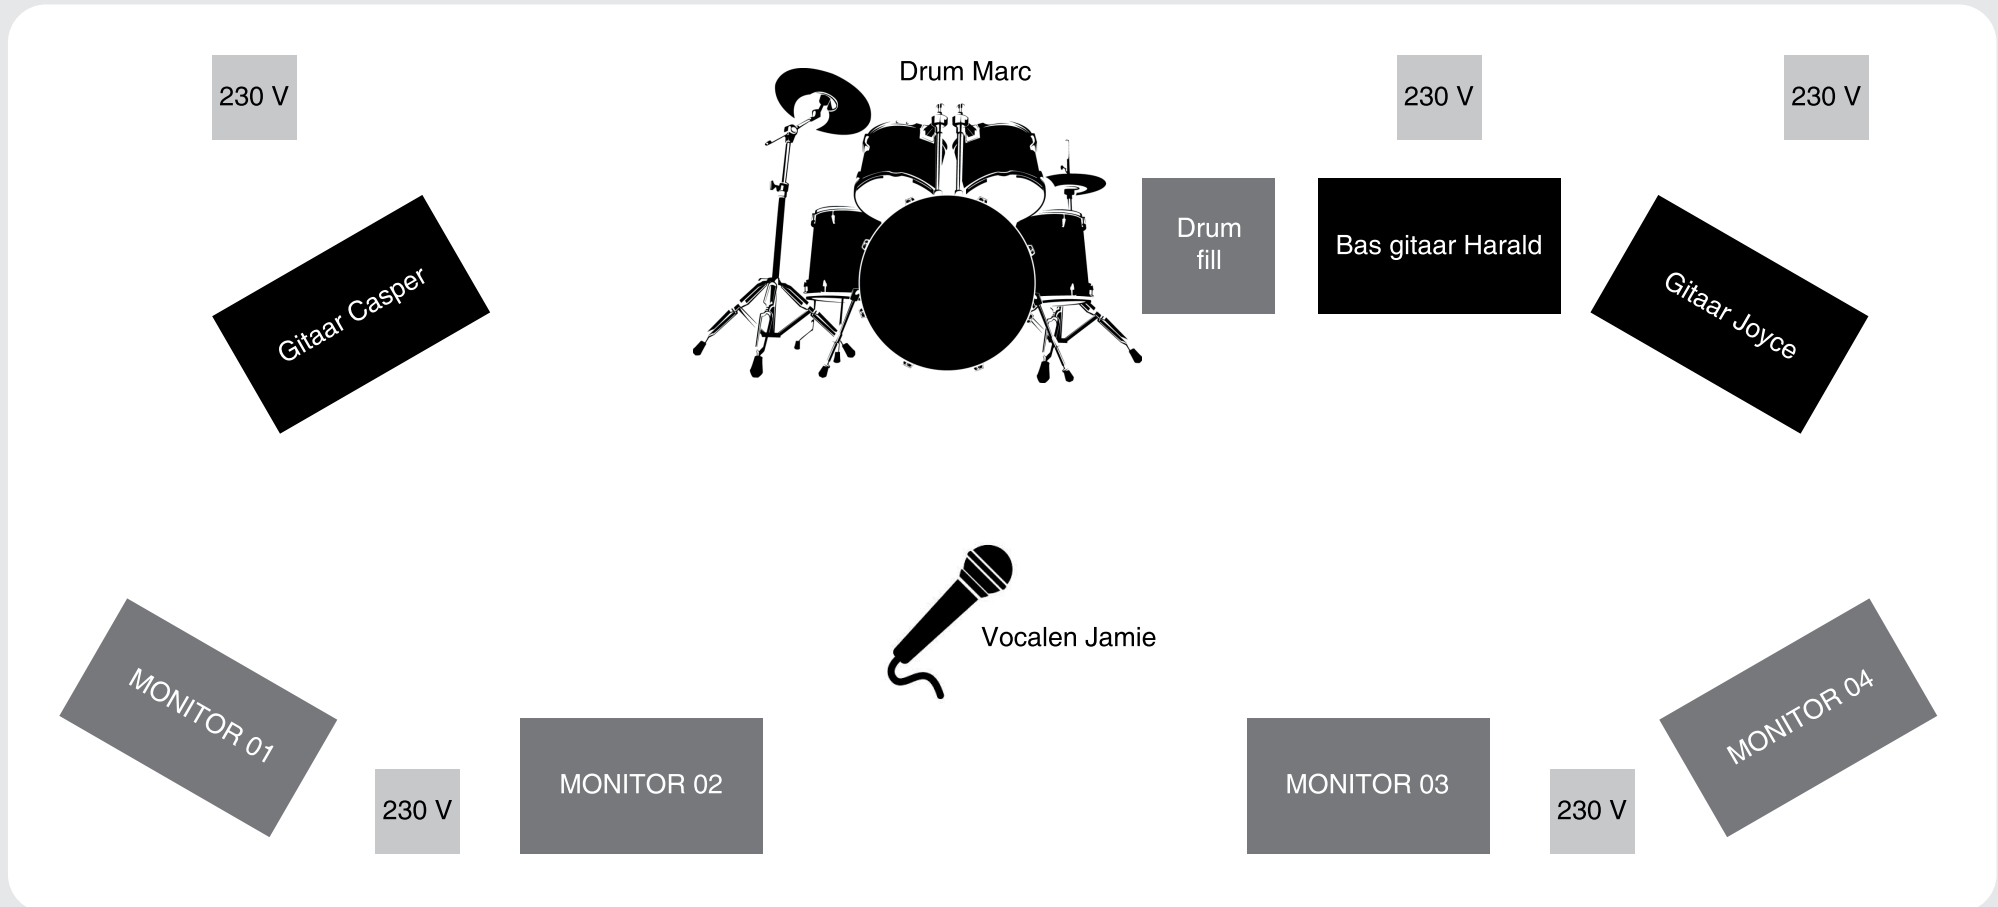 Drum Marc
230 V
230 V
230 V
Drum
fill
Bas gitaar Harald
Gitaar Casper
Gitaar Joyce
Vocalen Jamie
MONITOR 01
MONITOR 04
MONITOR 02
MONITOR 03
230 V
230 V